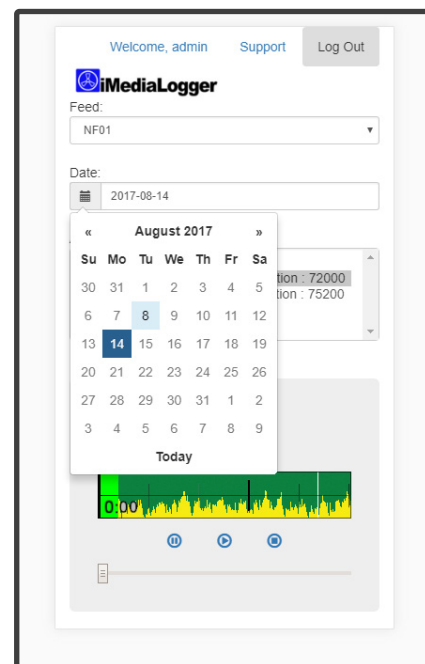 Welcome, admin Support Log Out
iMediaLogger
Feed:
NF01
Date:
2017-08-14
« August 2017 »
Su Mo Tu We Th Fr Sa
30 31 1 2 3 4 5
6 7 8 9 10 11 12
13 14 15 16 17 18 19
20 21 22 23 24 25 26
27 28 29 30 31 1 2
3 4 5 6 7 8 9
Today
tion : 72000
tion : 75200
0:00